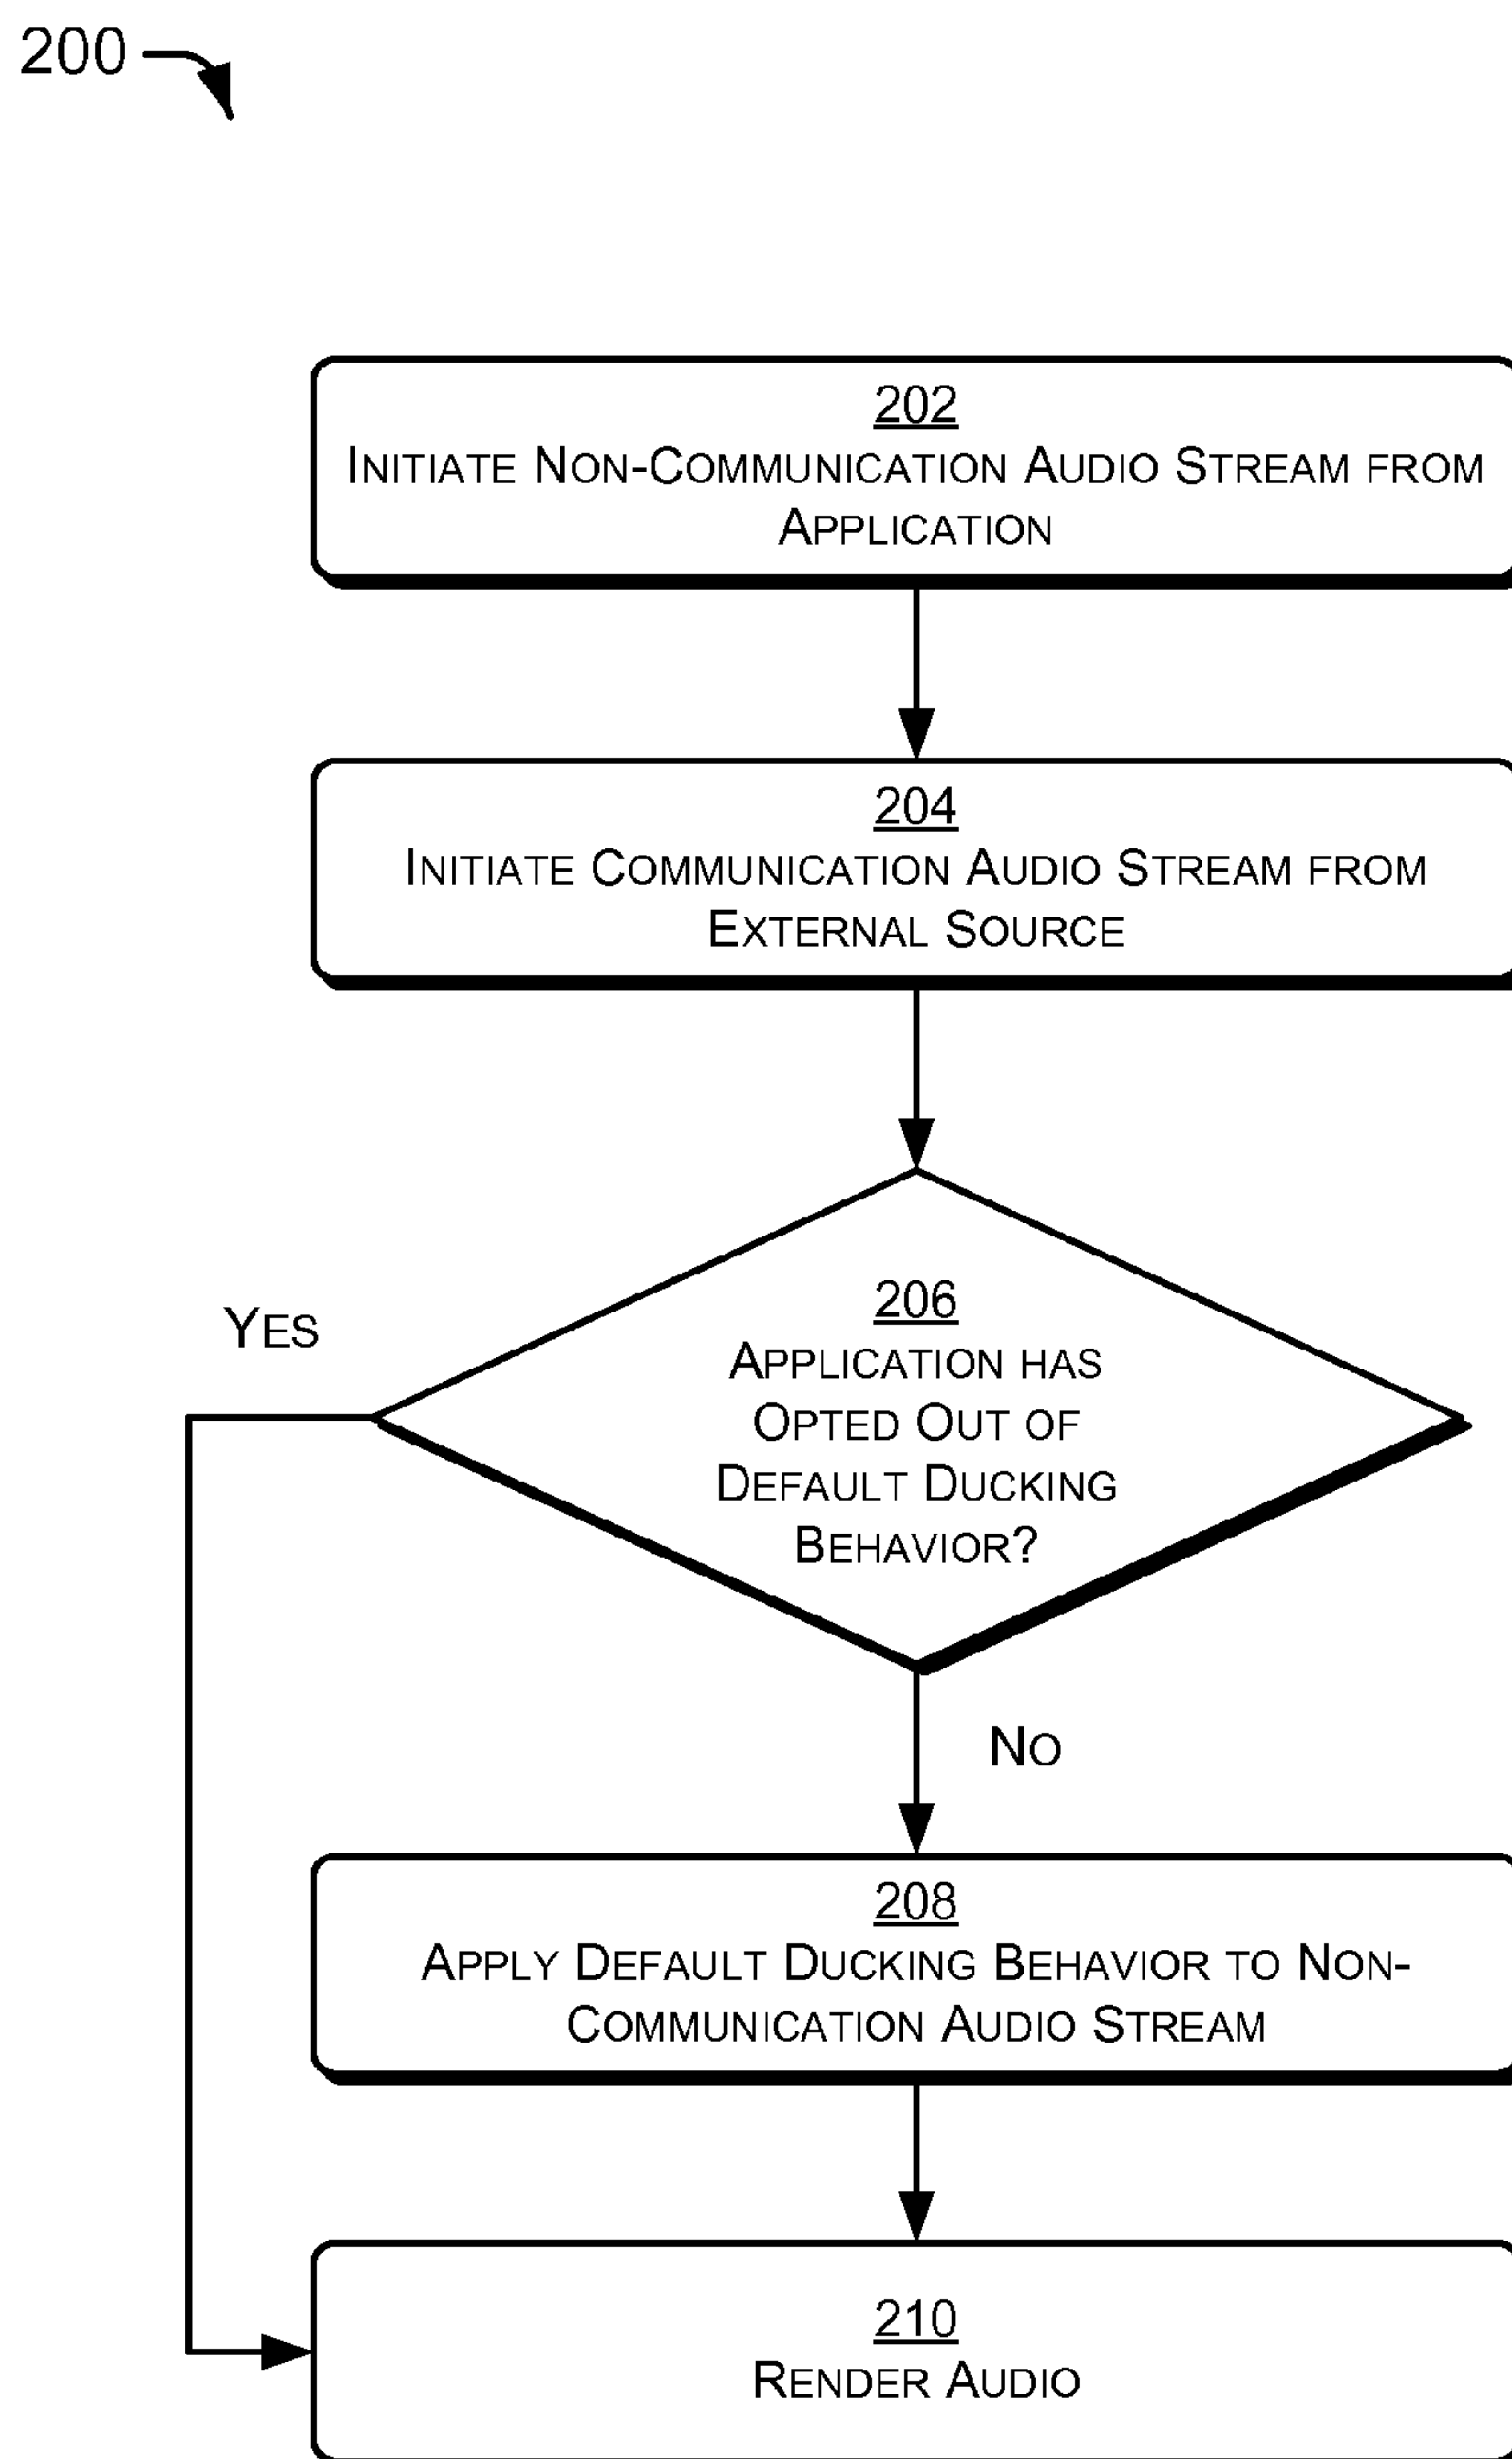 200
202
Initiate Non-Communication Audio Stream from
Application
204
Initiate Communication Audio Stream from
External Source
206
Application has
Opted Out of
Default Ducking
Behavior?
Yes
No
208
Apply Default Ducking Behavior to Non-
Communication Audio Stream
210
Render Audio